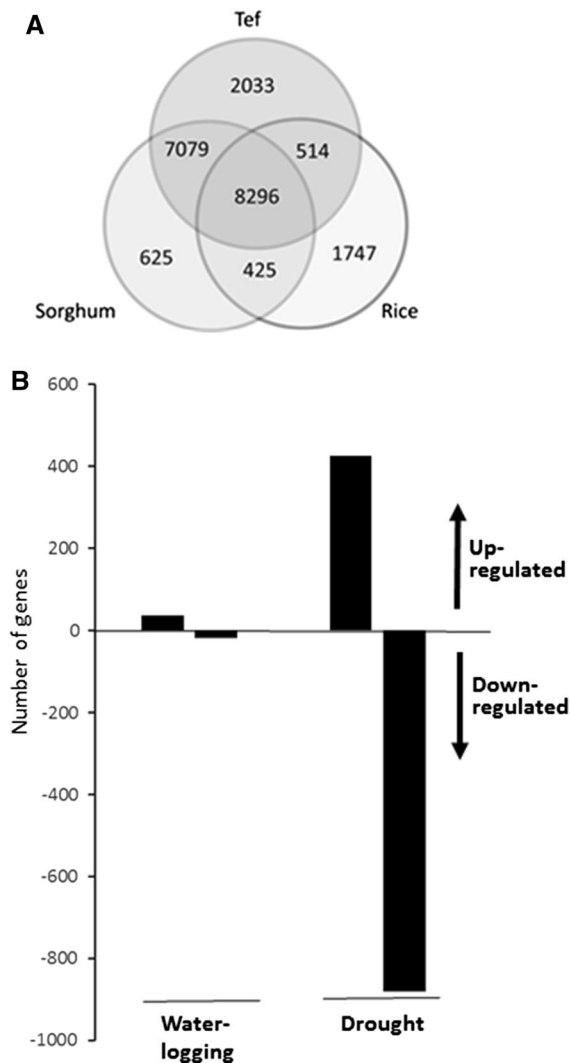 A
Tef
2033
7079
514
8296
625
425
1747
Sorghum
Rice
B
Number of genes
600
400
200
0
-200
-400
-600
-800
-1000
Up-
regulated
Down-
regulated
Water-
logging
Drought